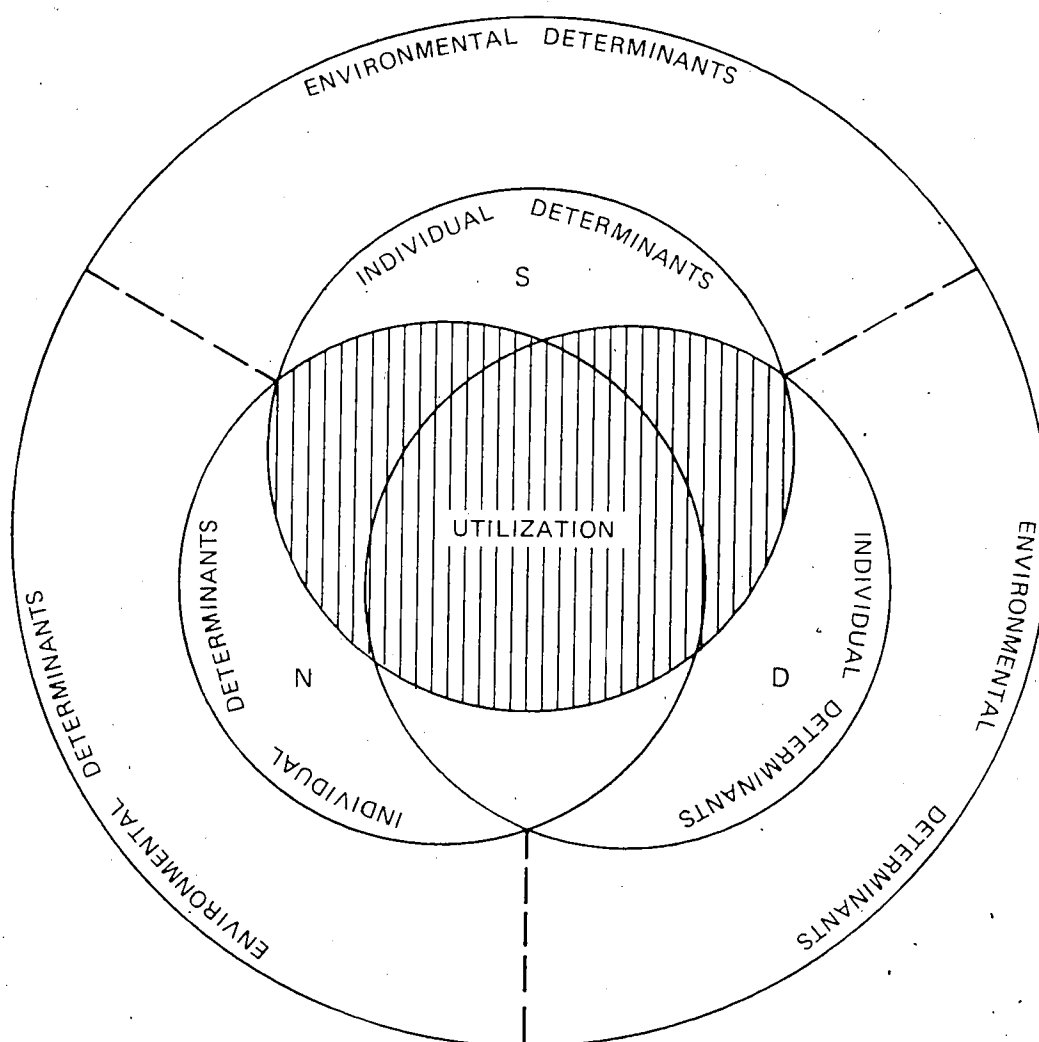 ENVIRONMENTAL DETERMINANTS
INDIVIDUAL DETERMINANTS
S
UTILIZATION
INDIVIDUAL DETERMINANTS
N
D
INDIVIDUAL DETERMINANTS
ENVIRONMENTAL DETERMINANTS
ENVIRONMENTAL DETERMINANTS